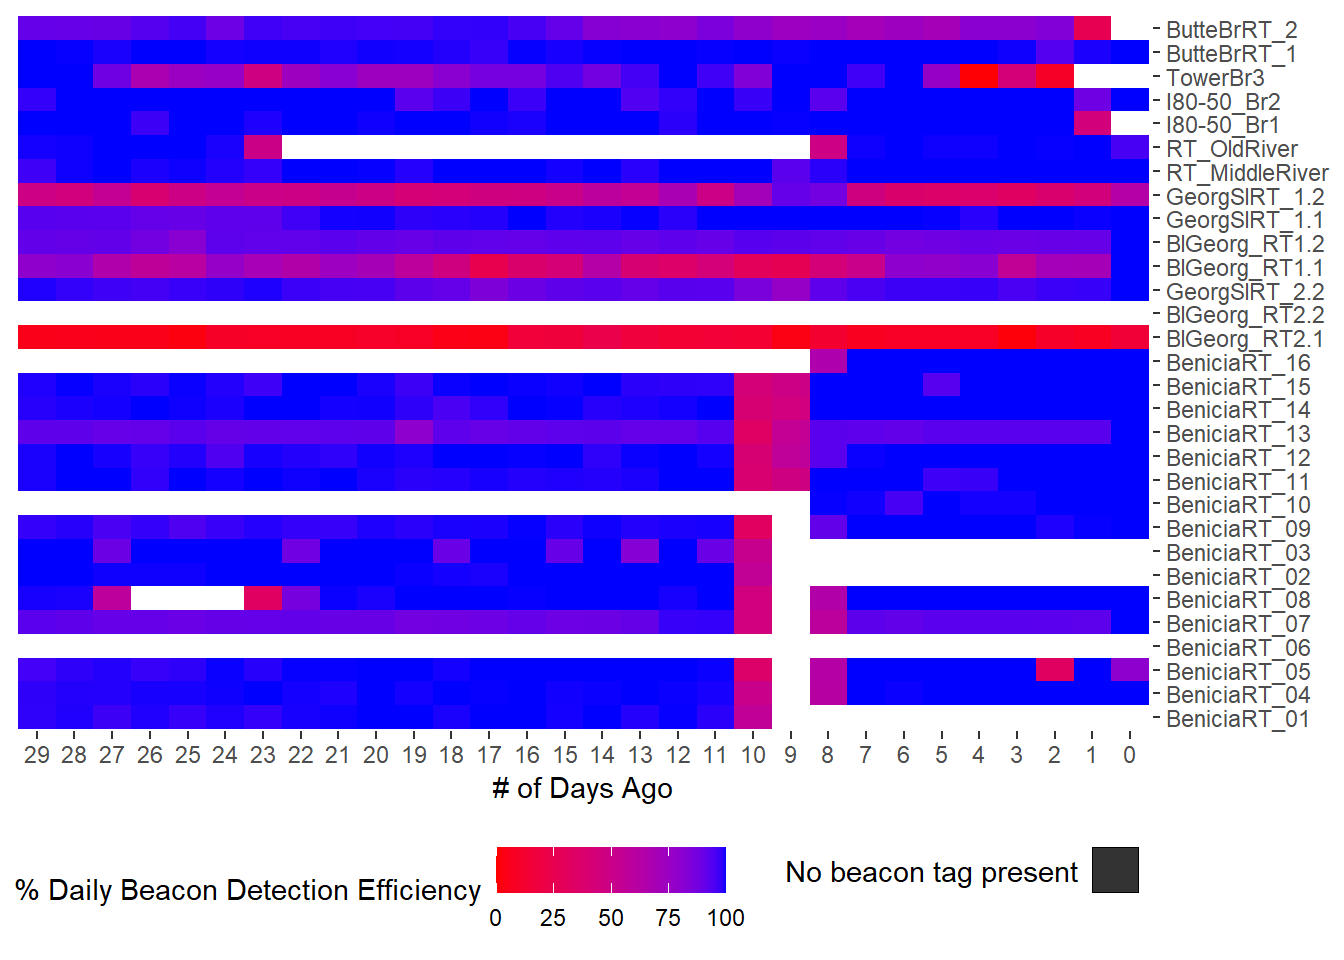 ButteBrRT_2
ButteBrRT_1
TowerBr3
I80-50_Br2
I80-50_Br1
RT_OldRiver
RT_MiddleRiver
GeorgSlRT_1.2
GeorgSlRT_1.1
BlGeorg_RT1.2
BlGeorg_RT1.1
GeorgSlRT_2.2
BlGeorg_RT2.2
BlGeorg_RT2.1
BeniciaRT_16
BeniciaRT_15
BeniciaRT_14
BeniciaRT_13
BeniciaRT_12
BeniciaRT_11
BeniciaRT_10
BeniciaRT_09
BeniciaRT_03
BeniciaRT_02
BeniciaRT_08
BeniciaRT_07
BeniciaRT_06
BeniciaRT_05
BeniciaRT_04
BeniciaRT_01
29 28 27 26 25 24 23 22 21 20 19 18 17 16 15 14 13 12 11 10 9 8 7 6 5 4 3 2 1 0
# of Days Ago
% Daily Beacon Detection Efficiency
0 25 50 75 100
No beacon tag present